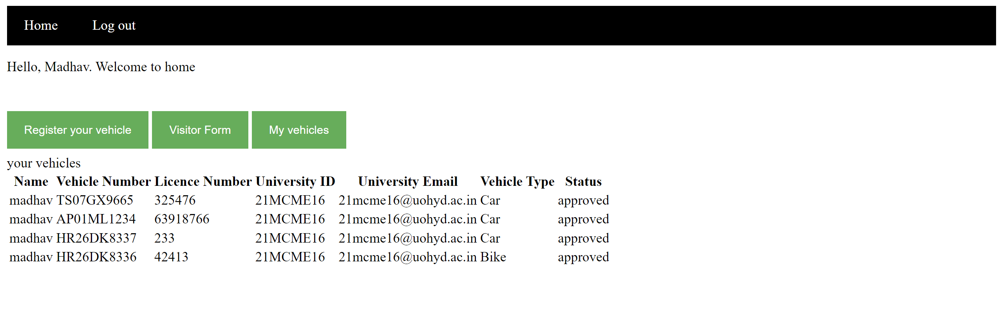 Home Log out
Hello, Madhav. Welcome to home
Register your vehicle Visitor Form My vehicles
your vehicles
Name Vehicle Number Licence Number University ID University Email Vehicle Type Status
madhav TS07GX9665 325476 21MCME16 21mcme16@uohyd.ac.in Car approved
madhav AP01ML1234 63918766 21MCME16 21mcme16@uohyd.ac.in Car approved
madhav HR26DK8337 233 21MCME16 21mcme16@uohyd.ac.in Car approved
madhav HR26DK8336 42413 21MCME16 21mcme16@uohyd.ac.in Bike approved